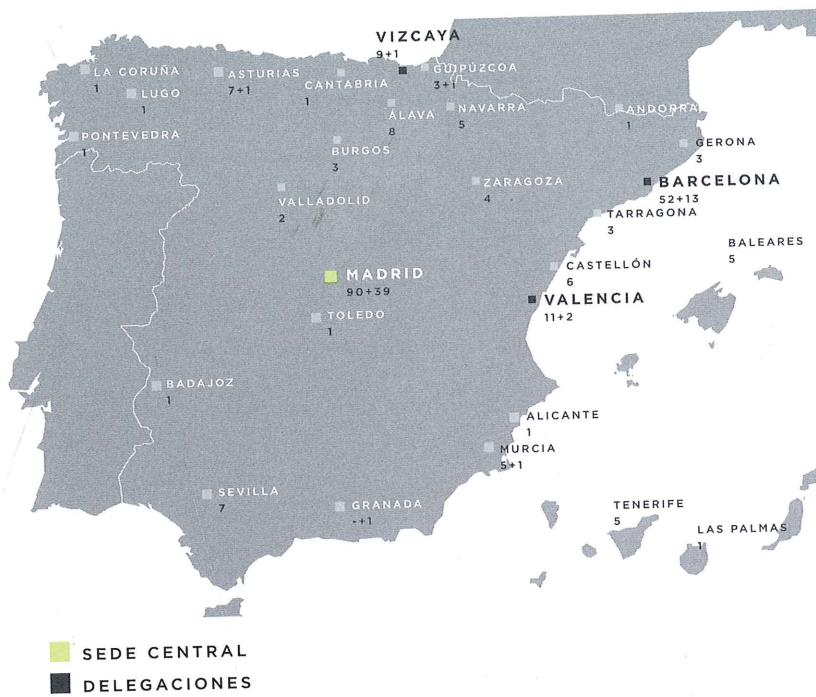 VIZCAYA
9+1
LA CORUÑA
1
ASTURIAS
7+1
CANTABRIA
1
GUIPÚZCOA
3+1
LUGO
1
ÁLAVA
8
NAVARRA
5
ANDORRA
1
PONTEVEDRA
1
BURGOS
3
GERONA
3
VALLADOLID
2
ZARAGOZA
4
BARCELONA
52+13
TARRAGONA
3
BALEARES
5
MADRID
90+39
CASTELLÓN
6
VALENCIA
11+2
TOLEDO
1
BADAJOZ
1
ALICANTE
1
MURCIA
5+1
SEVILLA
7
GRANADA
-+1
TENERIFE
5
LAS PALMAS
1
SEDE CENTRAL
DELEGACIONES